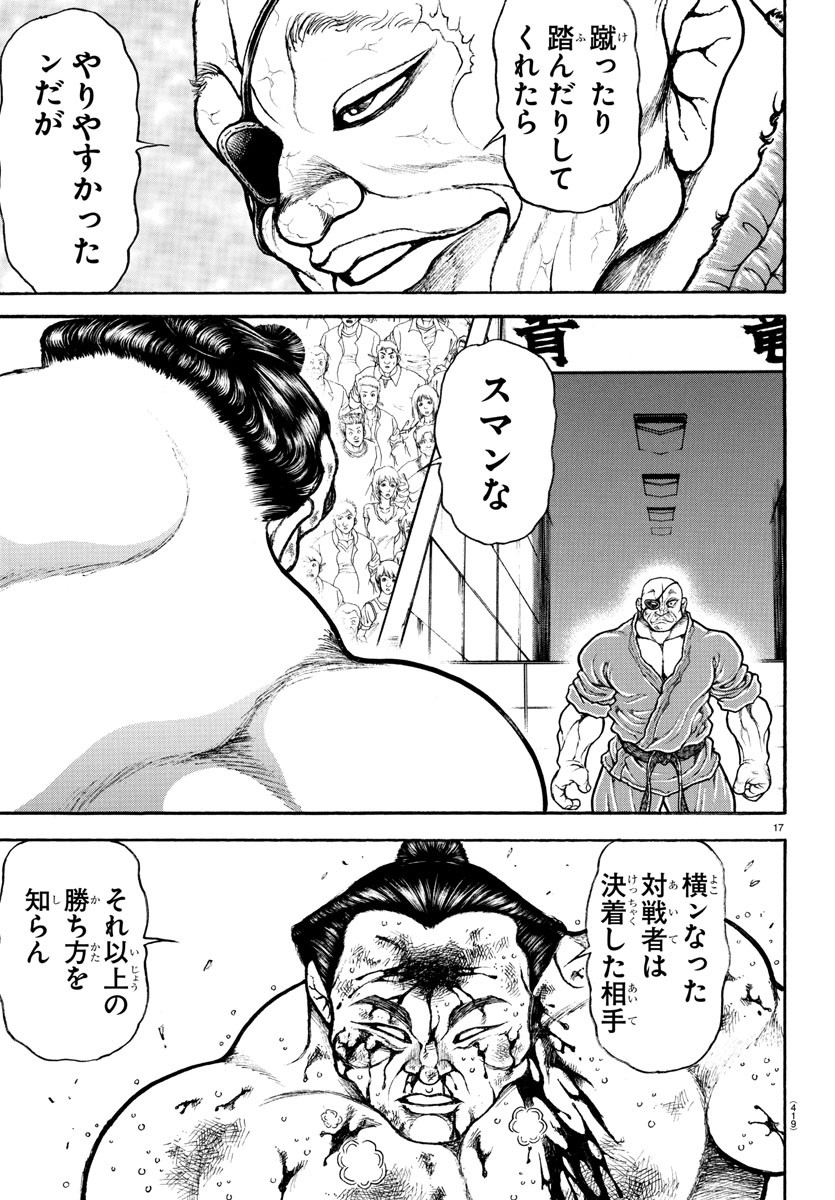 蹴ったり
踏んだりして
くれたら
やりやすかった
ンだが
スマンな
横ンなった
対戦者は
決着した相手
それ以上の
勝ち方を
知らん
17
(419)